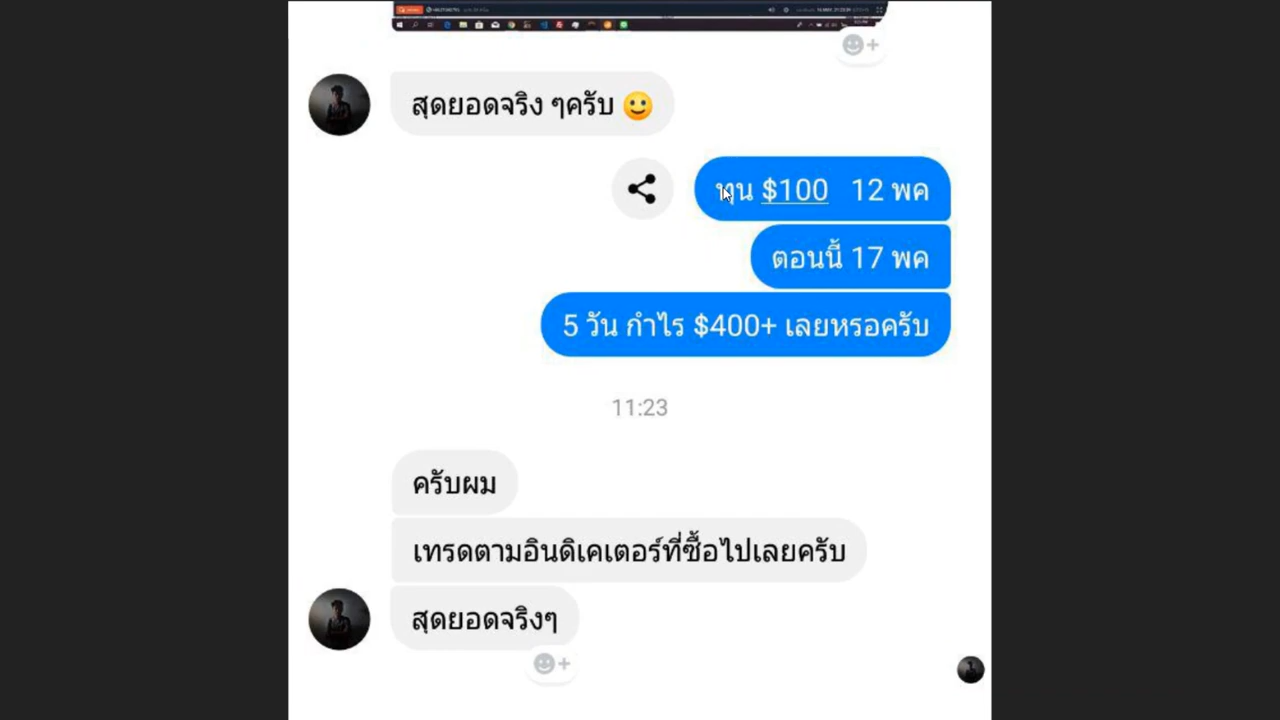 สุดยอดจริง ๆครับ 🙂
ทุน $100 12 พค
ตอนนี้ 17 พค
5 วัน กำไร $400+ เลยหรอครับ
11:23
ครับผม
เทรดตามอินดิเคเตอร์ที่ซื้อไปเลยครับ
สุดยอดจริงๆ